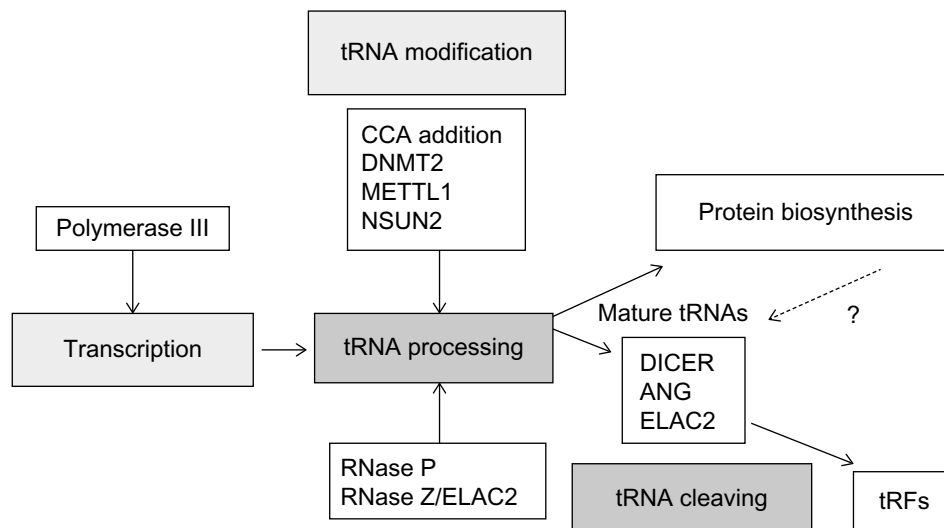 tRNA modification
CCA addition
DNMT2
METTL1
NSUN2
Polymerase III
Protein biosynthesis
Mature tRNAs
?
Transcription
tRNA processing
DICER
ANG
ELAC2
RNase P
RNase Z/ELAC2
tRNA cleaving
tRFs